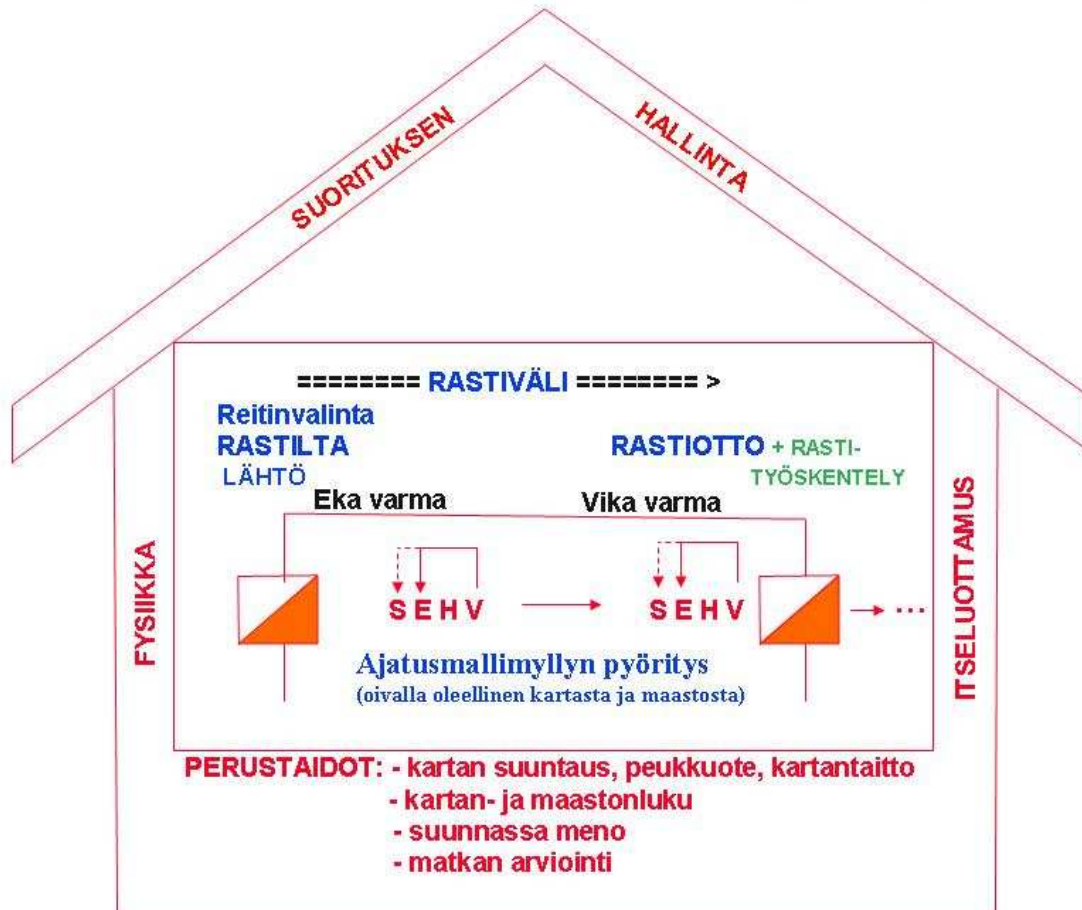 SUORITUKSEN
HALLINTA
======== RASTIVÄLI ======== >
Reitinvalinta
RASTILTA
LÄHTÖ
RASTIOTTO + RASTI-
TYÖSKENTELY
Eka varma
Vika varma
FYSIIKKA
S E H V
S E H V
...
ITSELUOTTAMUS
Ajatusmallimyllyn pyöritys
(oivalla oleellinen kartasta ja maastosta)
PERUSTAIDOT: - kartan suuntaus, peukkuote, kartantaitto
- kartan- ja maastonluku
- suunnassa meno
- matkan arviointi